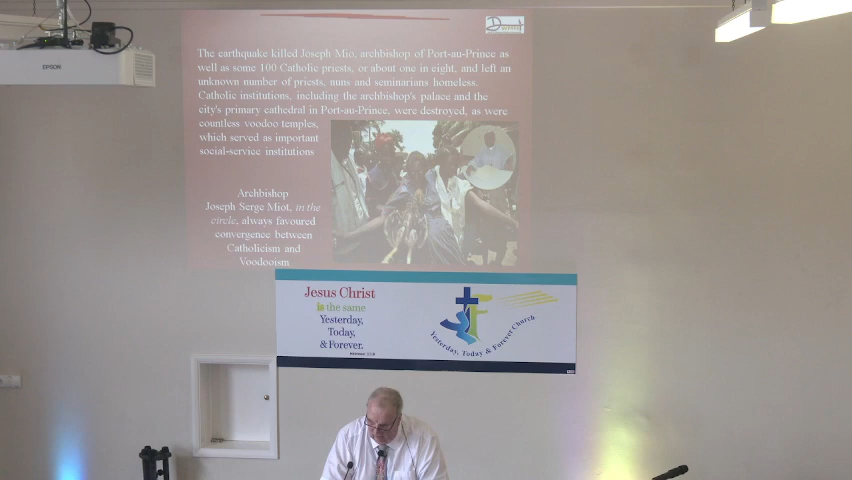 The earthquake killed Joseph Mio, archbishop of Port-au-Prince as
well as some 100 Catholic priests, or about one in eight, and left an
unknown number of priests, nuns and seminarians homeless.
Catholic institutions, including the archbishop's palace and the
city's primary cathedral in Port-au-Prince, were destroyed, as were
countless voodoo temples,
which served as important
social-service institutions
Archbishop
Joseph Serge Miot, in the
circle, always favoured
convergence between
Catholicism and
Voodooism
EPSON
Jesus Christ
is the same
Yesterday,
Today,
& Forever.
Yesterday, Today & Forever Church